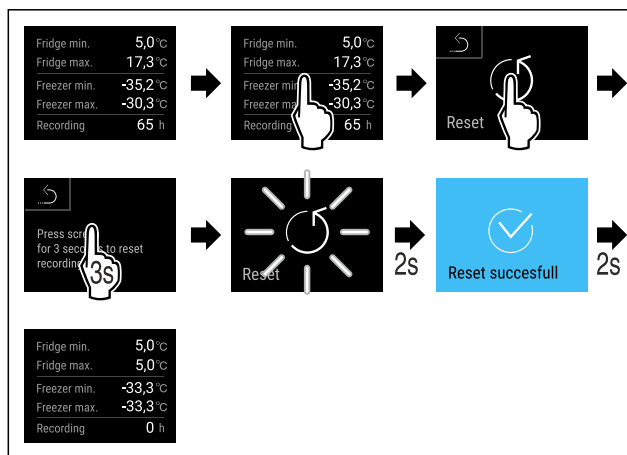 Fridge min. 5,0°C
Fridge max. 17,3°C
Freezer min. -35,2°C
Freezer max. -30,3°C
Recording 65 h
Fridge min. 5,0°C
Fridge max. 17,3°C
Freezer min -35,2°C
Freezer -30,3°C
Recording 65 h
Reset
Press
for 3 to reset
3s
Reset
2s
Reset succesfull
2s
Fridge min. 5,0°C
Fridge max. 5,0°C
Freezer min. -33,3°C
Freezer max. -33,3°C
Recording 0 h